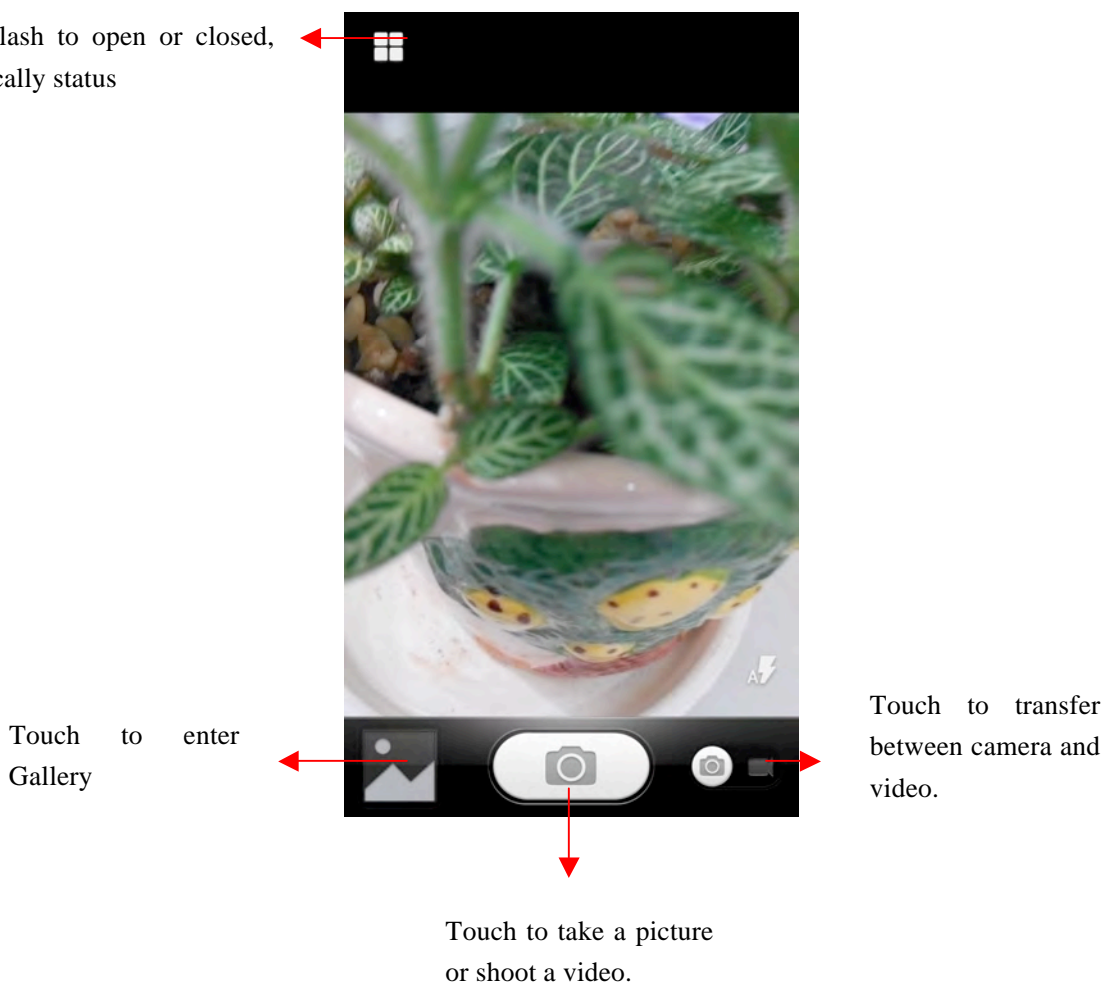 lash to open or closed,
cally status
A
Touch to enter
Gallery
Touch to transfer
between camera and
video.
Touch to take a picture
or shoot a video.